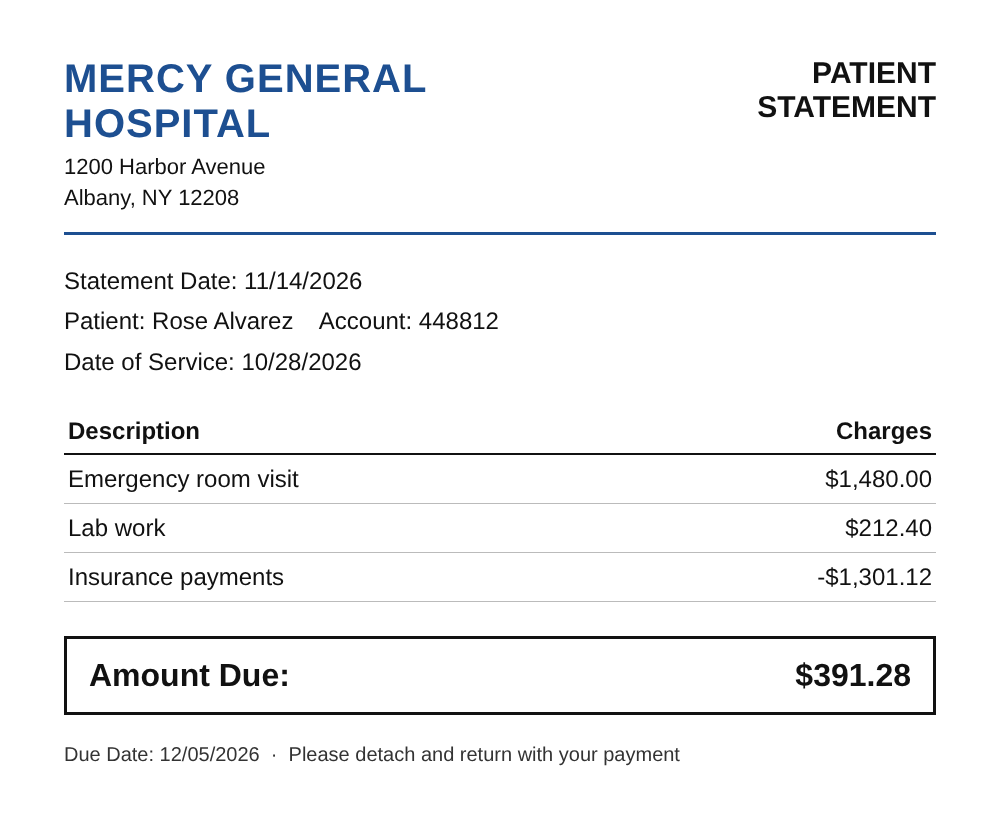 MERCY GENERAL
HOSPITAL
PATIENT
STATEMENT
1200 Harbor Avenue
Albany, NY 12208
Statement Date: 11/14/2026
Patient: Rose Alvarez Account: 448812
Date of Service: 10/28/2026
Description Charges
Emergency room visit $1,480.00
Lab work $212.40
Insurance payments -$1,301.12
Amount Due: $391.28
Due Date: 12/05/2026 · Please detach and return with your payment